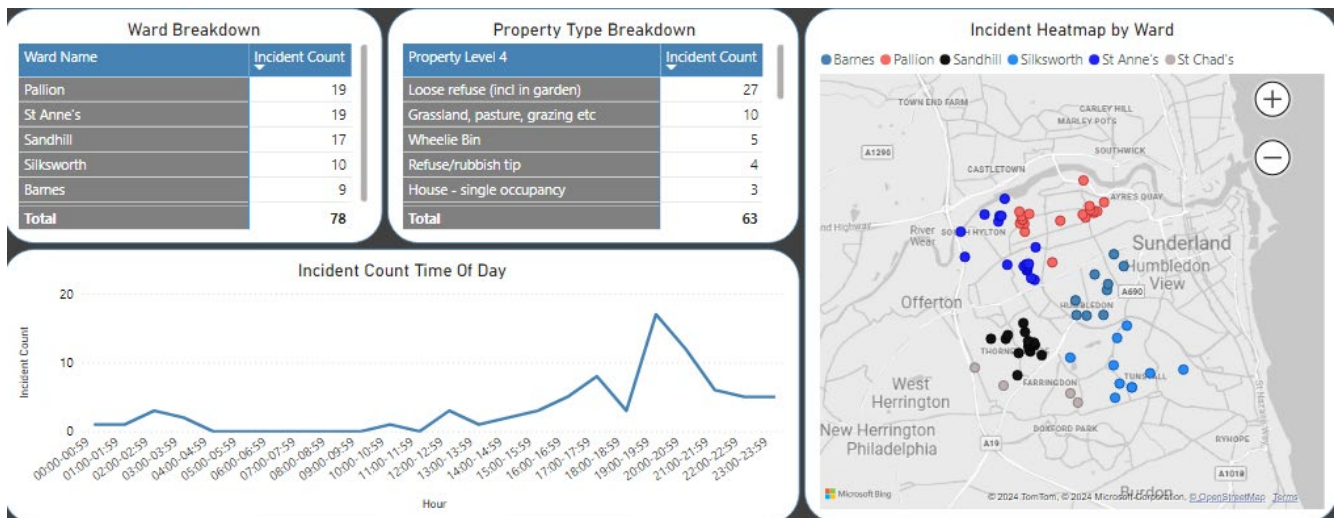 Ward Breakdown
Ward Name Incident Count
Pallion 19
St Anne's 19
Sandhill 17
Silksworth 10
Barnes 9
Total 78
Property Type Breakdown
Property Level 4 Incident Count
Loose refuse (incl in garden) 27
Grassland, pasture, grazing etc 10
Wheelie Bin 5
Refuse/rubbish tip 4
House - single occupancy 3
Total 63
Incident Count Time Of Day
Incident Count
20
10
0
00:00-00:59
01:00-01:59
02:00-02:59
03:00-03:59
04:00-04:59
05:00-05:59
06:00-06:59
07:00-07:59
08:00-08:59
09:00-09:59
10:00-10:59
11:00-11:59
12:00-12:59
13:00-13:59
14:00-14:59
15:00-15:59
16:00-16:59
17:00-17:59
18:00-18:59
19:00-19:59
20:00-20:59
21:00-21:59
22:00-22:59
23:00-23:59
Hour
Incident Heatmap by Ward
Barnes Pallion Sandhill Silksworth St Anne's St Chad's
TOWN END FARM
CARLEY HILL
MARLEY POTS
A1290
SOUTHWICK
CASTLETOWN
AYRE'S QUAY
River
Wear
HYLTON
Sunderland
Humbledon
View
A690
Offerton
FARRINGDON
West
Herrington
New Herrington
Philadelphia
DOXFORD PARK
A19
RYHOPE
A1018
Burdon
Microsoft Bing
© 2024 TomTom, © 2024 Microsoft Corporation, © OpenStreetMap Terms